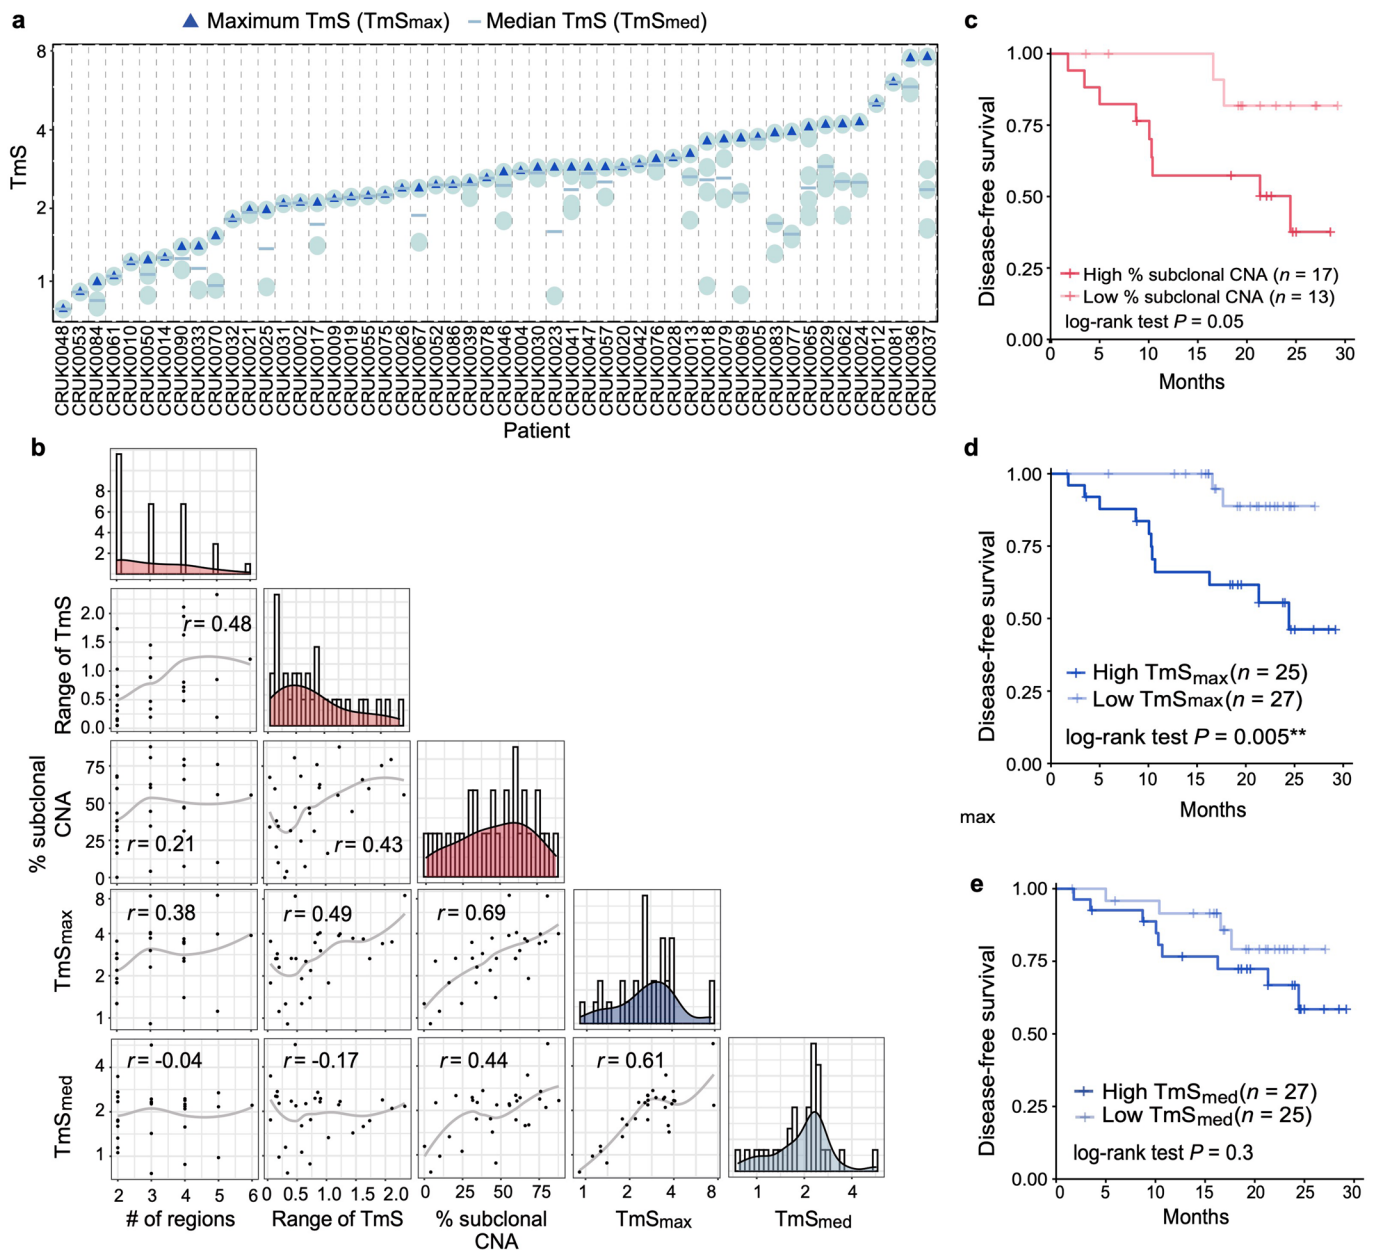 a
Maximum TmS (TmSmax)
Median TmS (TmSmed)
TmS
8
4
2
1
CRUK0048
CRUK0053
CRUK0084
CRUK0061
CRUK0010
CRUK0050
CRUK0014
CRUK0090
CRUK0033
CRUK0070
CRUK0032
CRUK0021
CRUK0025
CRUK0031
CRUK0002
CRUK0017
CRUK0009
CRUK0019
CRUK0055
CRUK0075
CRUK0026
CRUK0067
CRUK0052
CRUK0086
CRUK0039
CRUK0078
CRUK0046
CRUK0004
CRUK0030
CRUK0023
CRUK0041
CRUK0047
CRUK0057
CRUK0020
CRUK0042
CRUK0076
CRUK0028
CRUK0013
CRUK0018
CRUK0079
CRUK0069
CRUK0005
CRUK0083
CRUK0077
CRUK0065
CRUK0029
CRUK0062
CRUK0024
CRUK0012
CRUK0081
CRUK0036
CRUK0037
Patient
b
8
6
4
2
Range of TmS
2.0
1.5
1.0
0.5
0.0
r = 0.48
% subclonal
CNA
75
50
25
0
r = 0.21
r = 0.43
TmSmax
8
4
2
1
r = 0.38
r = 0.49
r = 0.69
TmSmed
4
2
1
r = -0.04
r = -0.17
r = 0.44
r = 0.61
2 3 4 5 6
0 0.5 1.0 1.5 2.0
0 25 50 75
1 2 4 8
1 2 4
# of regions
Range of TmS
% subclonal
CNA
TmSmax
TmSmed
c
Disease-free survival
1.00
0.75
0.50
0.25
0.00
High % subclonal CNA (n = 17)
Low % subclonal CNA (n = 13)
log-rank test P = 0.05
0 5 10 15 20 25 30
Months
d
Disease-free survival
1.00
0.75
0.50
0.25
0.00
High TmSmax(n = 25)
Low TmSmax(n = 27)
log-rank test P = 0.005**
0 5 10 15 20 25 30
Months
max
e
Disease-free survival
1.00
0.75
0.50
0.25
0.00
High TmSmed(n = 27)
Low TmSmed(n = 25)
log-rank test P = 0.3
0 5 10 15 20 25 30
Months